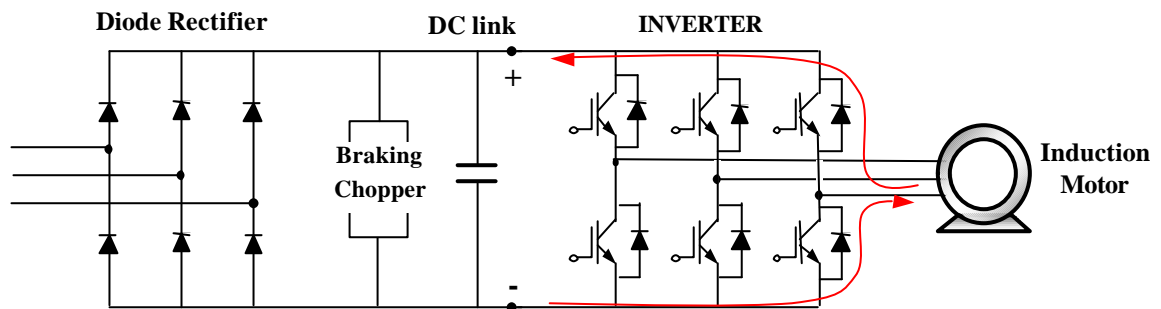 Diode Rectifier
DC link
INVERTER
+
Braking
Chopper
Induction
Motor
-